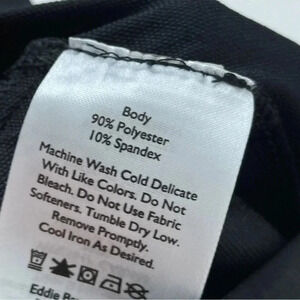 Body
90% Polyester
10% Spandex
Machine Wash Cold Delicate
With Like Colors. Do Not
Bleach. Do Not Use Fabric
Softeners. Tumble Dry Low.
Remove Promptly.
Cool Iron As Desired.
Eddie